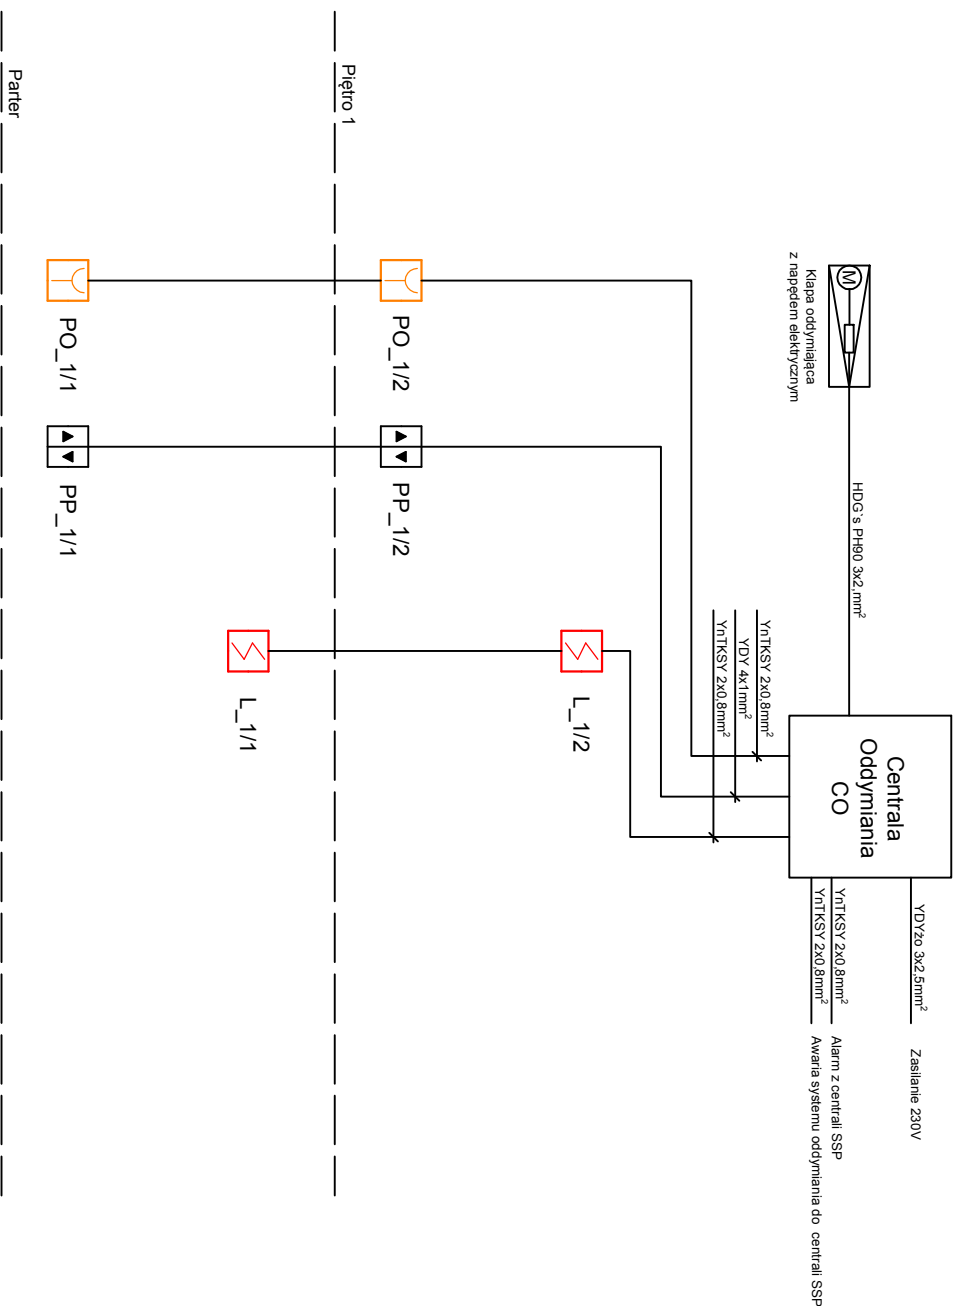 Klapa oddymiająca
z napędem elektrycznym
HDG`s PH90 3x2,mm²
Centrala
Oddymiania
CO
YDYżo 3x2,5mm²
Zasilanie 230V
YnTKSY 2x0,8mm²
Alarm z centrali SSP
YnTKSY 2x0,8mm²
Awaria systemu oddymiania do centrali SSP
YnTKSY 2x0,8mm²
YDY 4x1mm²
YnTKSY 2x0,8mm²
M
PO_1/2
PP_1/2
L_1/2
Piętro 1
PO_1/1
PP_1/1
L_1/1
Parter